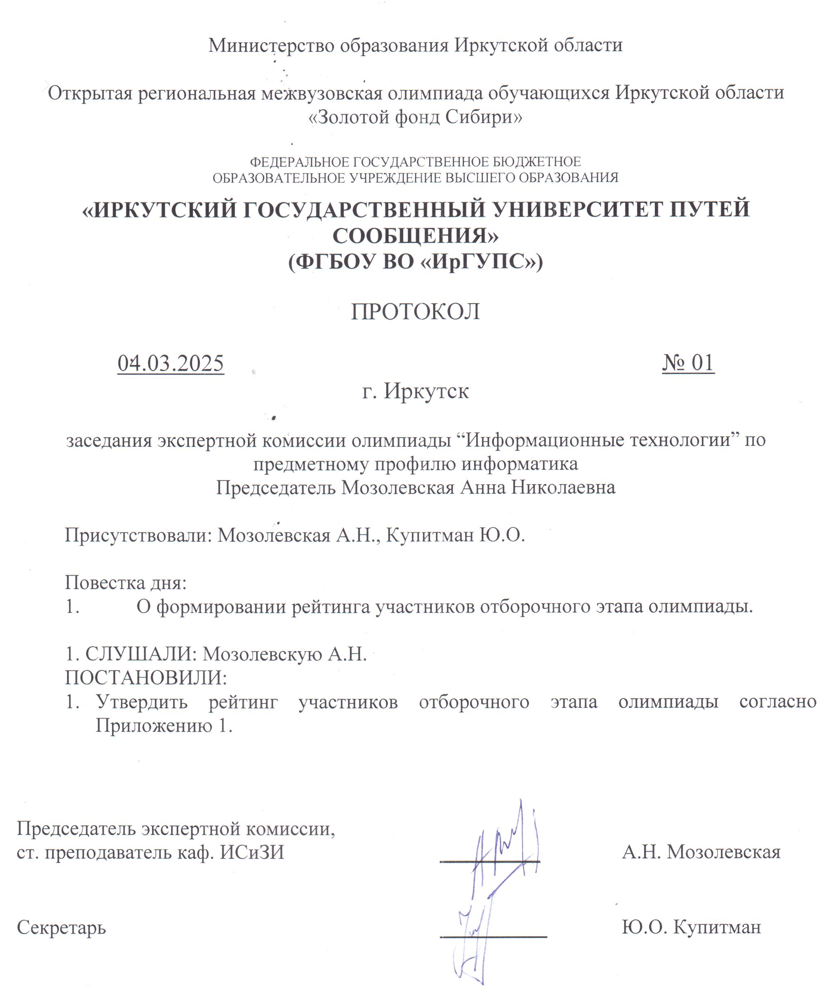 Министерство образования Иркутской области
Открытая региональная межвузовская олимпиада обучающихся Иркутской области
«Золотой фонд Сибири»
ФЕДЕРАЛЬНОЕ ГОСУДАРСТВЕННОЕ БЮДЖЕТНОЕ
ОБРАЗОВАТЕЛЬНОЕ УЧРЕЖДЕНИЕ ВЫСШЕГО ОБРАЗОВАНИЯ
«ИРКУТСКИЙ ГОСУДАРСТВЕННЫЙ УНИВЕРСИТЕТ ПУТЕЙ
СООБЩЕНИЯ»
(ФГБОУ ВО «ИрГУПС»)
ПРОТОКОЛ
04.03.2025 № 01
г. Иркутск
заседания экспертной комиссии олимпиады “Информационные технологии” по
предметному профилю информатика
Председатель Мозолевская Анна Николаевна
Присутствовали: Мозолевская А.Н., Купитман Ю.О.
Повестка дня:
1. О формировании рейтинга участников отборочного этапа олимпиады.
1. СЛУШАЛИ: Мозолевскую А.Н.
ПОСТАНОВИЛИ:
1. Утвердить рейтинг участников отборочного этапа олимпиады согласно
Приложению 1.
Председатель экспертной комиссии,
ст. преподаватель каф. ИСиЗИ А.Н. Мозолевская
Секретарь Ю.О. Купитман